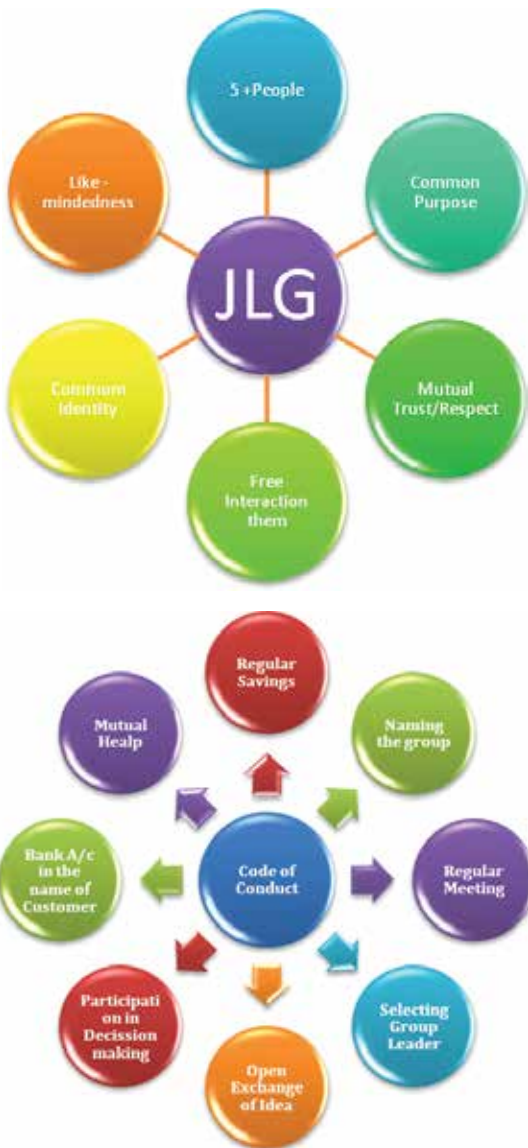 5 +People
Like -
mindedness
Common
Purpose
JLG
Commum
Identity
Mutual
Trust/Respect
Free
Interaction
them
Regular
Savings
Mutual
Healp
Naming
the group
Bank A/c
in the
name of
Customer
Code of
Conduct
Regular
Meeting
Participati
on in
Decission
making
Selecting
Group
Leader
Open
Exchange
of Idea